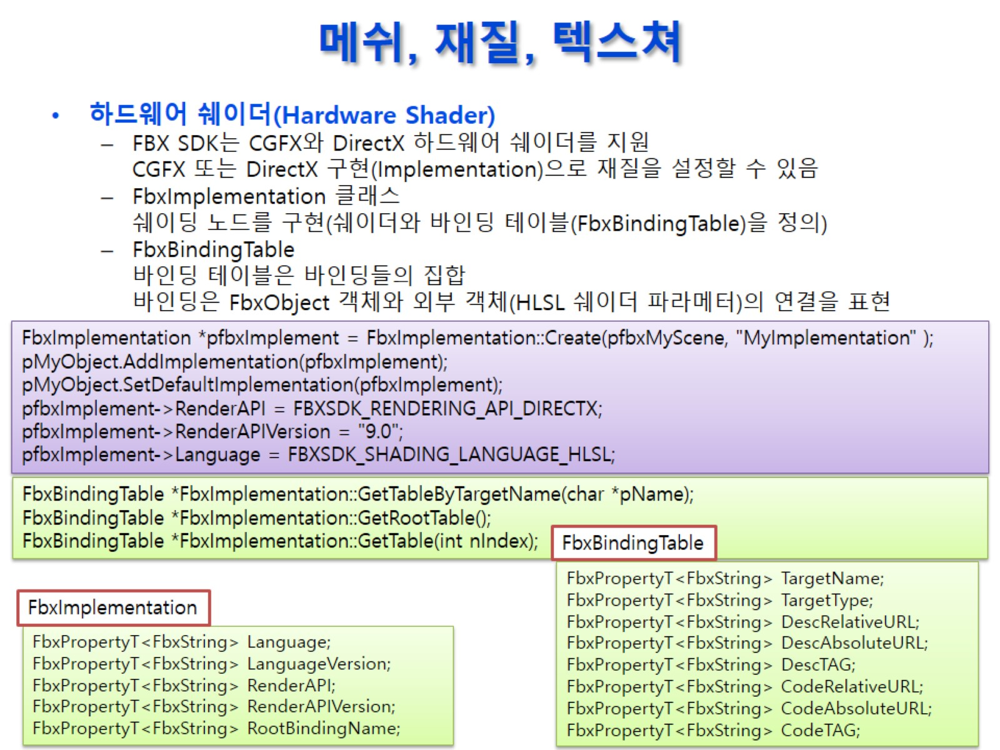 메쉬, 재질, 텍스쳐
• 하드웨어 쉐이더(Hardware Shader)
– FBX SDK는 CGFX와 DirectX 하드웨어 쉐이더를 지원
CGFX 또는 DirectX 구현(Implementation)으로 재질을 설정할 수 있음
– FbxImplementation 클래스
쉐이딩 노드를 구현(쉐이더와 바인딩 테이블(FbxBindingTable)을 정의)
– FbxBindingTable
바인딩 테이블은 바인딩들의 집합
바인딩은 FbxObject 객체와 외부 객체(HLSL 쉐이더 파라메터)의 연결을 표현
FbxImplementation *pfbxImplement = FbxImplementation::Create(pfbxMyScene, "MyImplementation" );
pMyObject.AddImplementation(pfbxImplement);
pMyObject.SetDefaultImplementation(pfbxImplement);
pfbxImplement->RenderAPI = FBXSDK_RENDERING_API_DIRECTX;
pfbxImplement->RenderAPIVersion = "9.0";
pfbxImplement->Language = FBXSDK_SHADING_LANGUAGE_HLSL;
FbxBindingTable *FbxImplementation::GetTableByTargetName(char *pName);
FbxBindingTable *FbxImplementation::GetRootTable();
FbxBindingTable *FbxImplementation::GetTable(int nIndex);
FbxImplementation
FbxPropertyT<FbxString> Language;
FbxPropertyT<FbxString> LanguageVersion;
FbxPropertyT<FbxString> RenderAPI;
FbxPropertyT<FbxString> RenderAPIVersion;
FbxPropertyT<FbxString> RootBindingName;
FbxBindingTable
FbxPropertyT<FbxString> TargetName;
FbxPropertyT<FbxString> TargetType;
FbxPropertyT<FbxString> DescRelativeURL;
FbxPropertyT<FbxString> DescAbsoluteURL;
FbxPropertyT<FbxString> DescTAG;
FbxPropertyT<FbxString> CodeRelativeURL;
FbxPropertyT<FbxString> CodeAbsoluteURL;
FbxPropertyT<FbxString> CodeTAG;